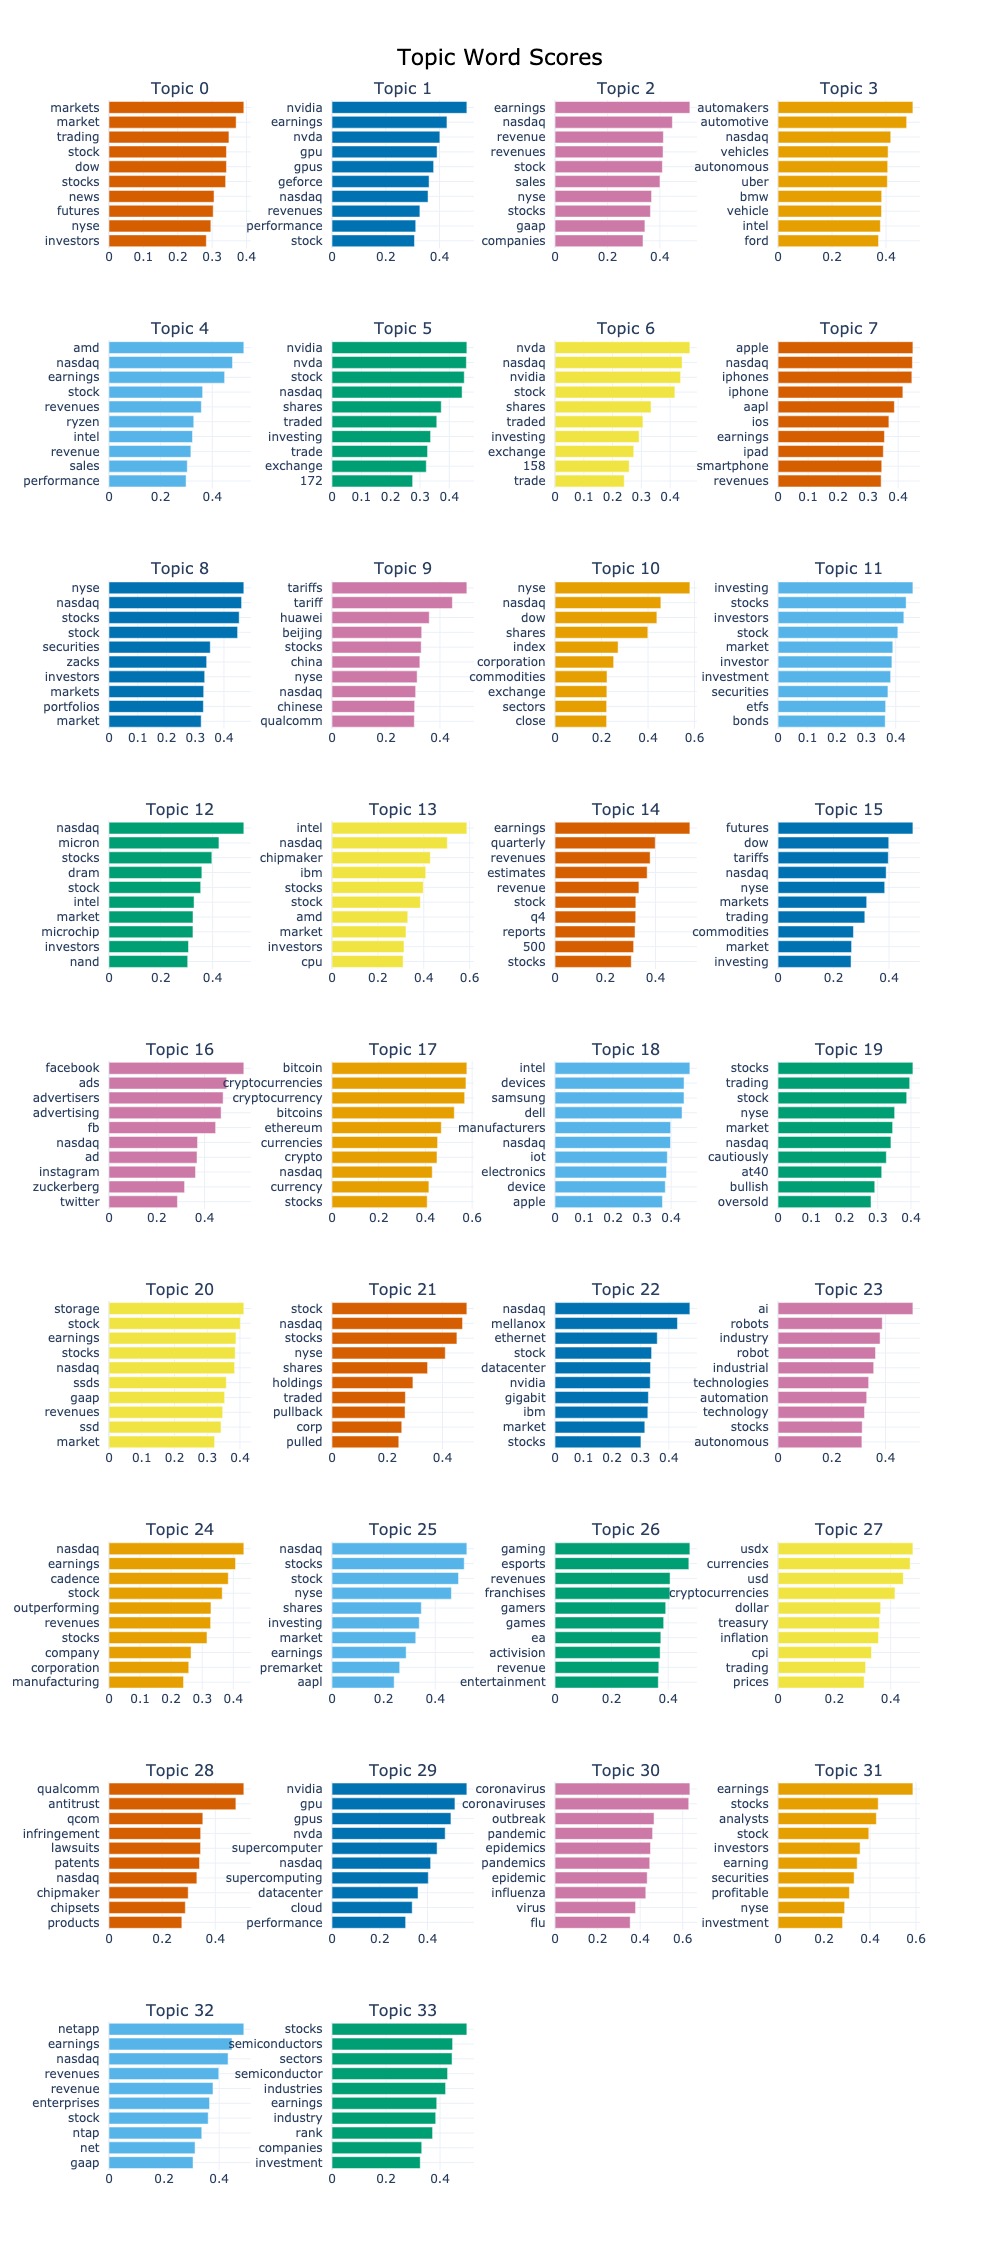 Topic Word Scores
Topic 0
markets
market
trading
stock
dow
stocks
news
futures
nyse
investors
0 0.1 0.2 0.3 0.4
Topic 1
nvidia
earnings
nvda
gpu
gpus
geforce
nasdaq
revenues
performance
stock
0 0.2 0.4
Topic 2
earnings
nasdaq
revenue
revenues
stock
sales
nyse
stocks
gaap
companies
0 0.2 0.4
Topic 3
automakers
automotive
nasdaq
vehicles
autonomous
uber
bmw
vehicle
intel
ford
0 0.2 0.4
Topic 4
amd
nasdaq
earnings
stock
revenues
ryzen
intel
revenue
sales
performance
0 0.2 0.4
Topic 5
nvidia
nvda
stock
nasdaq
shares
traded
investing
trade
exchange
172
0 0.1 0.2 0.3 0.4
Topic 6
nvda
nasdaq
nvidia
stock
shares
traded
investing
exchange
158
trade
0 0.1 0.2 0.3 0.4
Topic 7
apple
nasdaq
iphones
iphone
aapl
ios
earnings
ipad
smartphone
revenues
0 0.1 0.2 0.3 0.4
Topic 8
nyse
nasdaq
stocks
stock
securities
zacks
investors
markets
portfolios
market
0 0.1 0.2 0.3 0.4
Topic 9
tariffs
tariff
huawei
beijing
stocks
china
nyse
nasdaq
chinese
qualcomm
0 0.2 0.4
Topic 10
nyse
nasdaq
dow
shares
index
corporation
commodities
exchange
sectors
close
0 0.2 0.4 0.6
Topic 11
investing
stocks
investors
stock
market
investor
investment
securities
etfs
bonds
0 0.1 0.2 0.3 0.4
Topic 12
nasdaq
micron
stocks
dram
stock
intel
market
microchip
investors
nand
0 0.2 0.4
Topic 13
intel
nasdaq
chipmaker
ibm
stocks
stock
amd
market
investors
cpu
0 0.2 0.4 0.6
Topic 14
earnings
quarterly
revenues
estimates
revenue
stock
q4
reports
500
stocks
0 0.2 0.4
Topic 15
futures
dow
tariffs
nasdaq
nyse
markets
trading
commodities
market
investing
0 0.2 0.4
Topic 16
facebook
ads
advertisers
advertising
fb
nasdaq
ad
instagram
zuckerberg
twitter
0 0.2 0.4
Topic 17
bitcoin
cryptocurrencies
cryptocurrency
bitcoins
ethereum
currencies
crypto
nasdaq
currency
stocks
0 0.2 0.4 0.6
Topic 18
intel
devices
samsung
dell
manufacturers
nasdaq
iot
electronics
device
apple
0 0.1 0.2 0.3 0.4
Topic 19
stocks
trading
stock
nyse
market
nasdaq
cautiously
at40
bullish
oversold
0 0.1 0.2 0.3 0.4
Topic 20
storage
stock
earnings
stocks
nasdaq
ssds
gaap
revenues
ssd
market
0 0.1 0.2 0.3 0.4
Topic 21
stock
nasdaq
stocks
nyse
shares
holdings
traded
pullback
corp
pulled
0 0.2 0.4
Topic 22
nasdaq
mellanox
ethernet
stock
datacenter
nvidia
gigabit
ibm
market
stocks
0 0.1 0.2 0.3 0.4
Topic 23
ai
robots
industry
robot
industrial
technologies
automation
technology
stocks
autonomous
0 0.2 0.4
Topic 24
nasdaq
earnings
cadence
stock
outperforming
revenues
stocks
company
corporation
manufacturing
0 0.1 0.2 0.3 0.4
Topic 25
nasdaq
stocks
stock
nyse
shares
investing
market
earnings
premarket
aapl
0 0.2 0.4
Topic 26
gaming
esports
revenues
franchises
gamers
games
ea
activision
revenue
entertainment
0 0.2 0.4
Topic 27
usdx
currencies
usd
cryptocurrencies
dollar
treasury
inflation
cpi
trading
prices
0 0.2 0.4
Topic 28
qualcomm
antitrust
qcom
infringement
lawsuits
patents
nasdaq
chipmaker
chipsets
products
0 0.2 0.4
Topic 29
nvidia
gpu
gpus
nvda
supercomputer
nasdaq
supercomputing
datacenter
cloud
performance
0 0.2 0.4
Topic 30
coronavirus
coronaviruses
outbreak
pandemic
epidemics
pandemics
epidemic
influenza
virus
flu
0 0.2 0.4 0.6
Topic 31
earnings
stocks
analysts
stock
investors
earning
securities
profitable
nyse
investment
0 0.2 0.4 0.6
Topic 32
netapp
earnings
nasdaq
revenues
revenue
enterprises
stock
ntap
net
gaap
0 0.2 0.4
Topic 33
stocks
semiconductors
sectors
semiconductor
industries
earnings
industry
rank
companies
investment
0 0.2 0.4